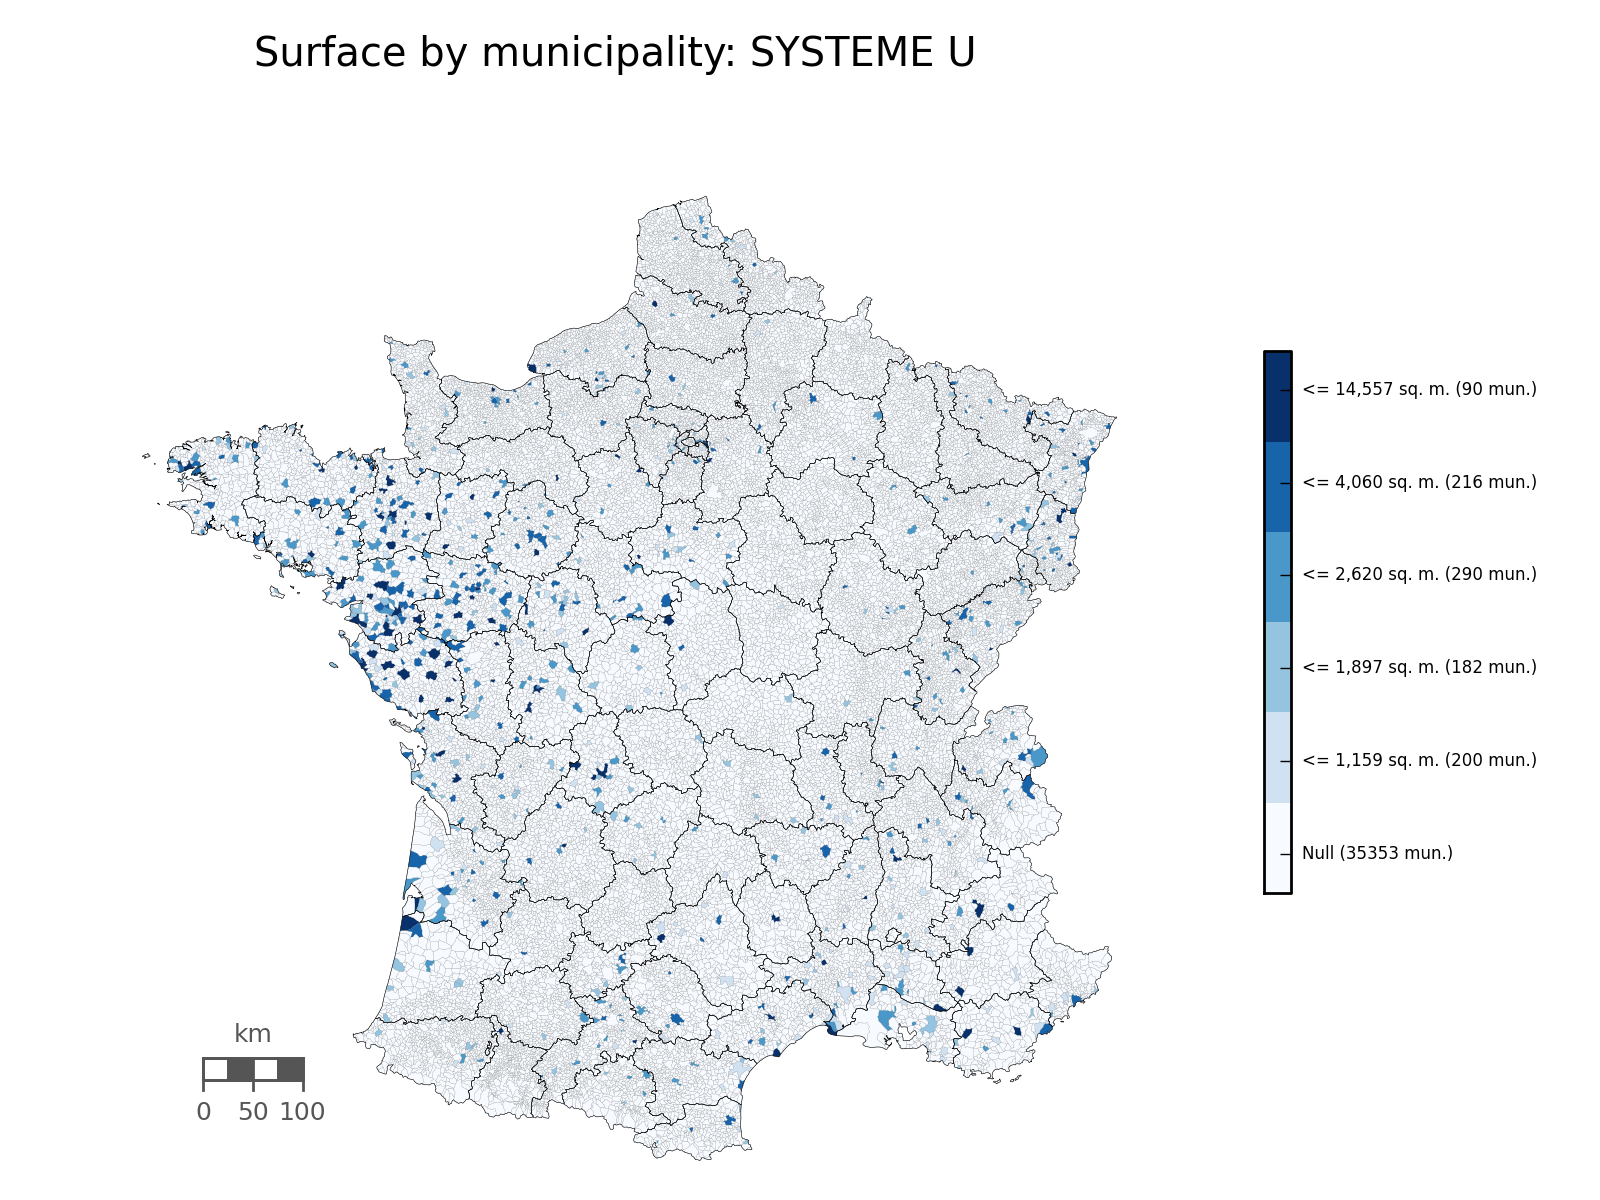 Surface by municipality: SYSTEME U
<= 14,557 sq. m. (90 mun.)
<= 4,060 sq. m. (216 mun.)
<= 2,620 sq. m. (290 mun.)
<= 1,897 sq. m. (182 mun.)
<= 1,159 sq. m. (200 mun.)
Null (35353 mun.)
km
0 50 100